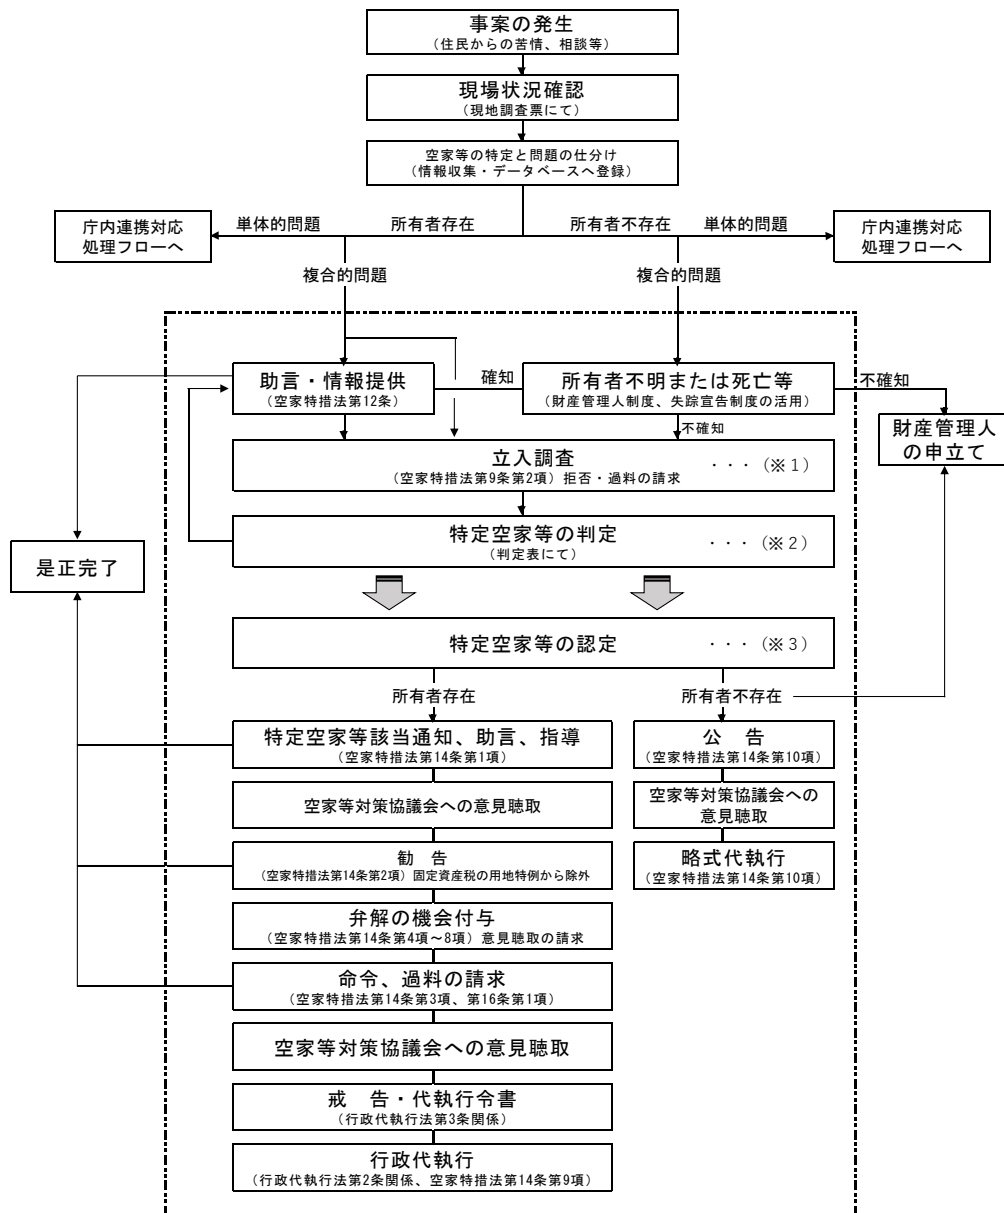 事案の発生
（住民からの苦情、相談等）
現場状況確認
（現地調査票にて）
空家等の特定と問題の仕分け
（情報収集・データベースへ登録）
庁内連携対応
処理フローへ
単体的問題
所有者存在
所有者不存在
単体的問題
庁内連携対応
処理フローへ
複合的問題
複合的問題
助言・情報提供
（空家特措法第12条）
確知
所有者不明または死亡等
（財産管理人制度、失踪宣告制度の活用）
不確知
不確知
財産管理人
の申立て
立入調査
・・・（※１）
（空家特措法第9条第2項）拒否・過料の請求
特定空家等の判定
・・・（※２）
（判定表にて）
是正完了
特定空家等の認定
・・・（※３）
所有者存在
所有者不存在
特定空家等該当通知、助言、指導
（空家特措法第14条第1項）
公　告
（空家特措法第14条第10項）
空家等対策協議会への意見聴取
空家等対策協議会への
意見聴取
勧　告
（空家特措法第14条第2項）固定資産税の用地特例から除外
略式代執行
（空家特措法第14条第10項）
弁解の機会付与
（空家特措法第14条第4項～8項）意見聴取の請求
命令、過料の請求
（空家特措法第14条第3項、第16条第1項）
空家等対策協議会への意見聴取
戒　告・代執行令書
（行政代執行法第3条関係）
行政代執行
（行政代執行法第2条関係、空家特措法第14条第9項）